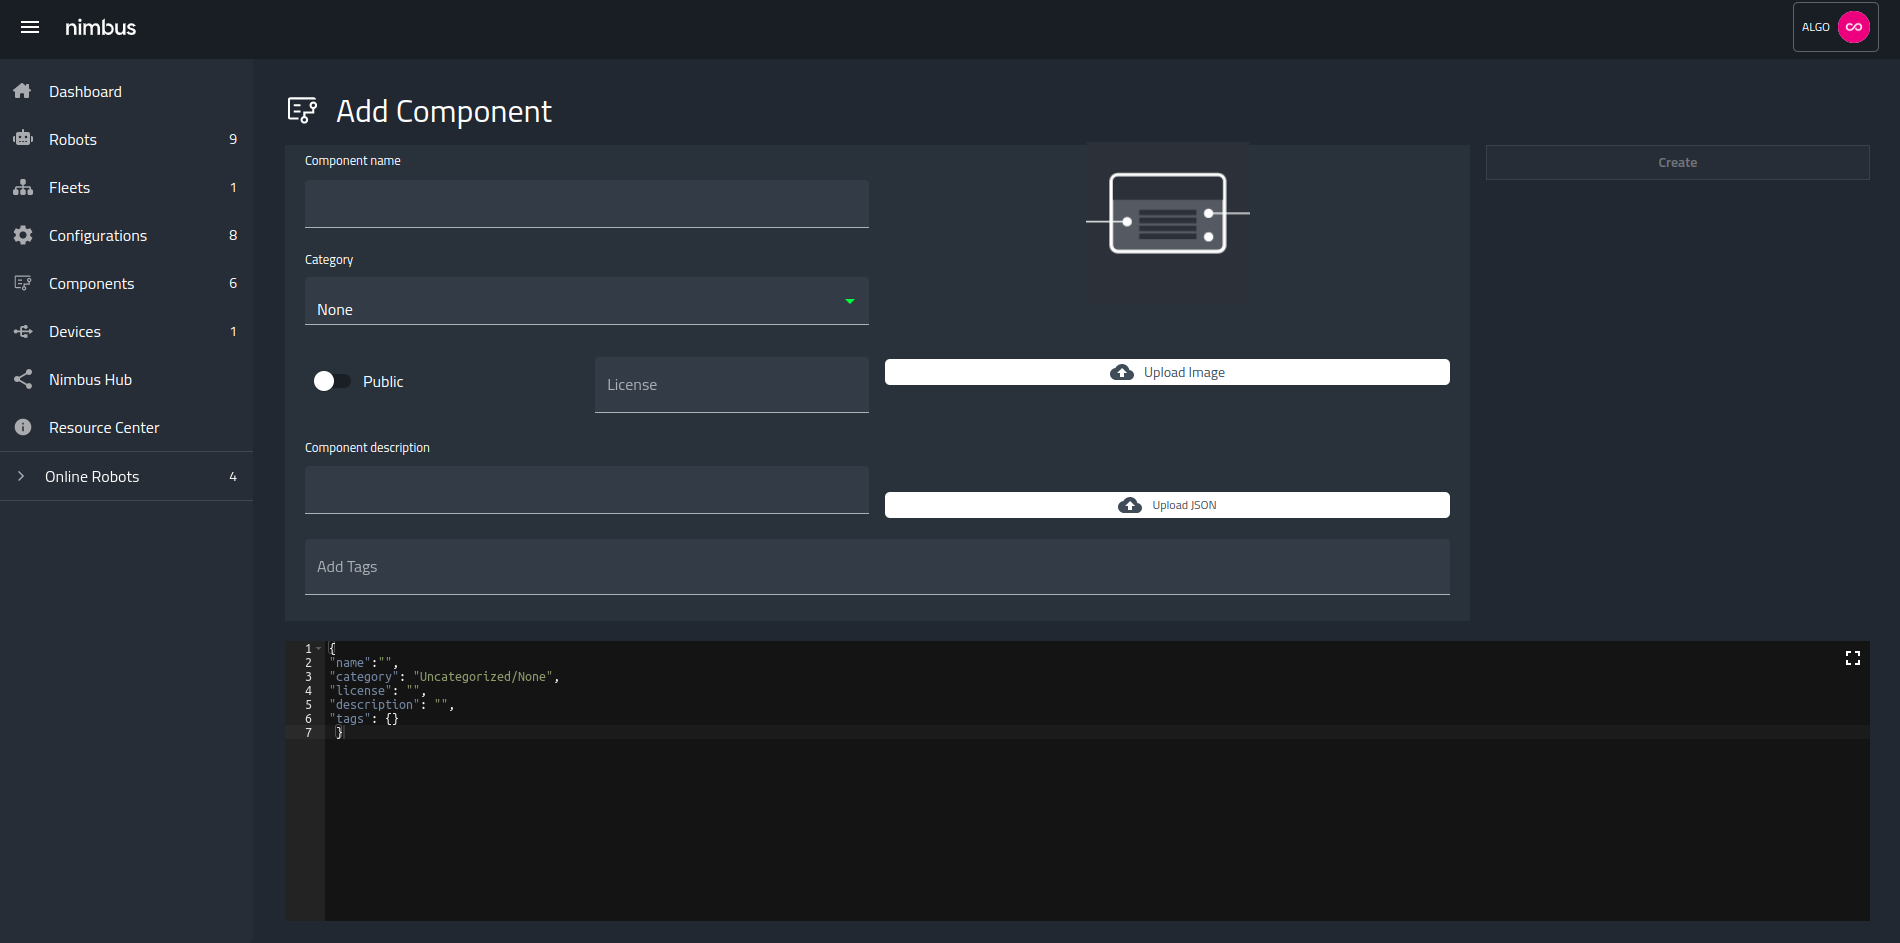 nimbus
ALGO
Dashboard
Robots 9
Fleets 1
Configurations 8
Components 6
Devices 1
Nimbus Hub
Resource Center
Online Robots 4
Add Component
Component name
Create
Category
None
Public
License
Upload Image
Component description
Upload JSON
Add Tags
1 {
2 "name":"",
3 "category": "Uncategorized/None",
4 "license": "",
5 "description": "",
6 "tags": {}
7 }